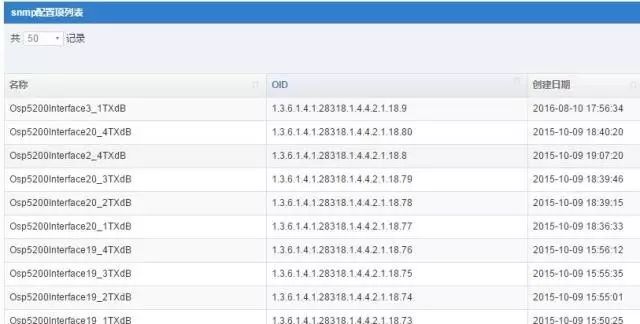 snmp配置项列表
共 50 记录
名称 OID 创建日期
Osp5200Interface3_1TXdB 1.3.6.1.4.1.28318.1.4.4.2.1.18.9 2016-08-10 17:56:34
Osp5200Interface20_4TXdB 1.3.6.1.4.1.28318.1.4.4.2.1.18.80 2015-10-09 18:40:20
Osp5200Interface2_4TXdB 1.3.6.1.4.1.28318.1.4.4.2.1.18.8 2015-10-09 19:07:20
Osp5200Interface20_3TXdB 1.3.6.1.4.1.28318.1.4.4.2.1.18.79 2015-10-09 18:39:46
Osp5200Interface20_2TXdB 1.3.6.1.4.1.28318.1.4.4.2.1.18.78 2015-10-09 18:39:15
Osp5200Interface20_1TXdB 1.3.6.1.4.1.28318.1.4.4.2.1.18.77 2015-10-09 18:36:33
Osp5200Interface19_4TXdB 1.3.6.1.4.1.28318.1.4.4.2.1.18.76 2015-10-09 15:56:12
Osp5200Interface19_3TXdB 1.3.6.1.4.1.28318.1.4.4.2.1.18.75 2015-10-09 15:55:35
Osp5200Interface19_2TXdB 1.3.6.1.4.1.28318.1.4.4.2.1.18.74 2015-10-09 15:55:01
Osp5200Interface19_1TXdB 1.3.6.1.4.1.28318.1.4.4.2.1.18.73 2015-10-09 15:50:25